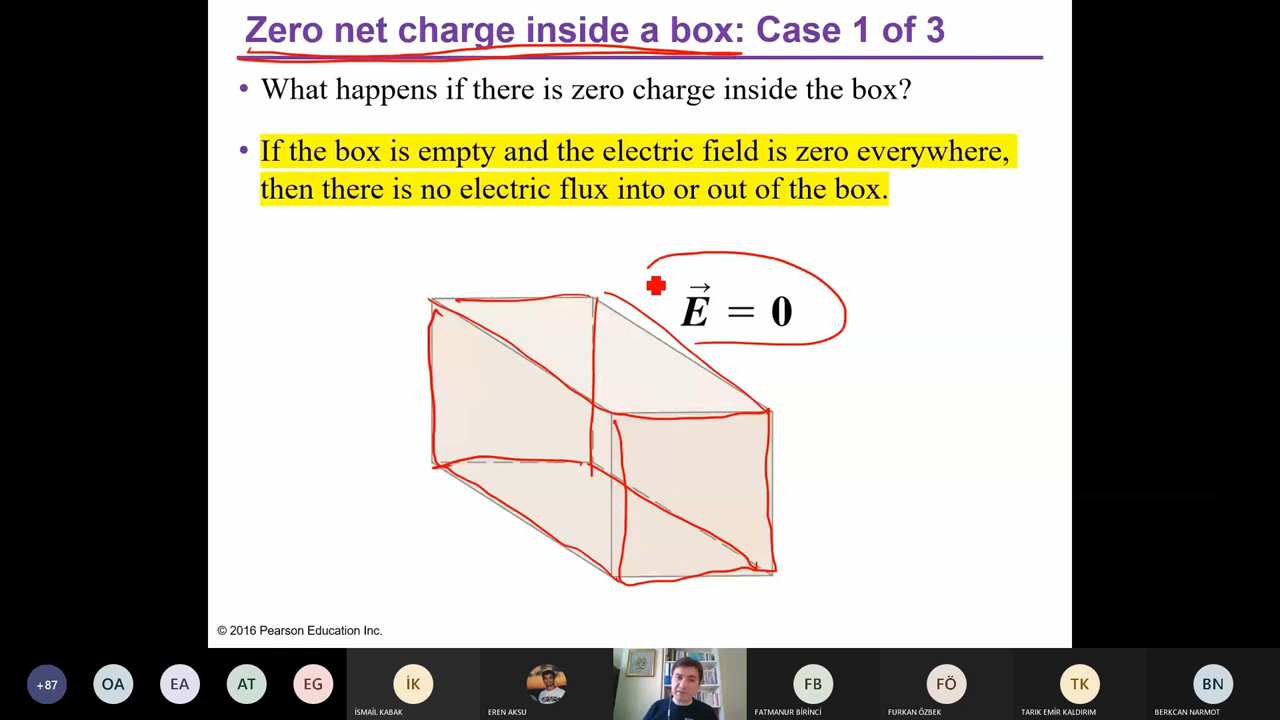 Zero net charge inside a box: Case 1 of 3
• What happens if there is zero charge inside the box?
• If the box is empty and the electric field is zero everywhere,
then there is no electric flux into or out of the box.
E⃗ = 0
© 2016 Pearson Education Inc.
+87
OA
EA
AT
EG
İK
İSMAİL KABAK
EREN AKSU
FB
FATMANUR BİRİNCİ
FÖ
FURKAN ÖZBEK
TK
TARIK EMİR KALDIRIM
BN
BERKCAN NARMOT